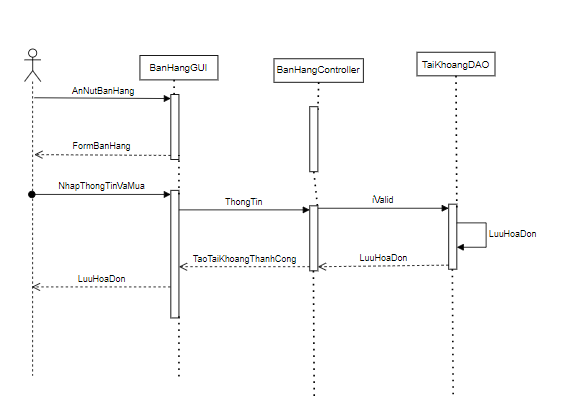 BanHangGUI
BanHangController
TaiKhoangDAO
AnNutBanHang
FormBanHang
NhapThongTinVaMua
ThongTin
iValid
LuuHoaDon
TaoTaiKhoangThanhCong
LuuHoaDon
LuuHoaDon